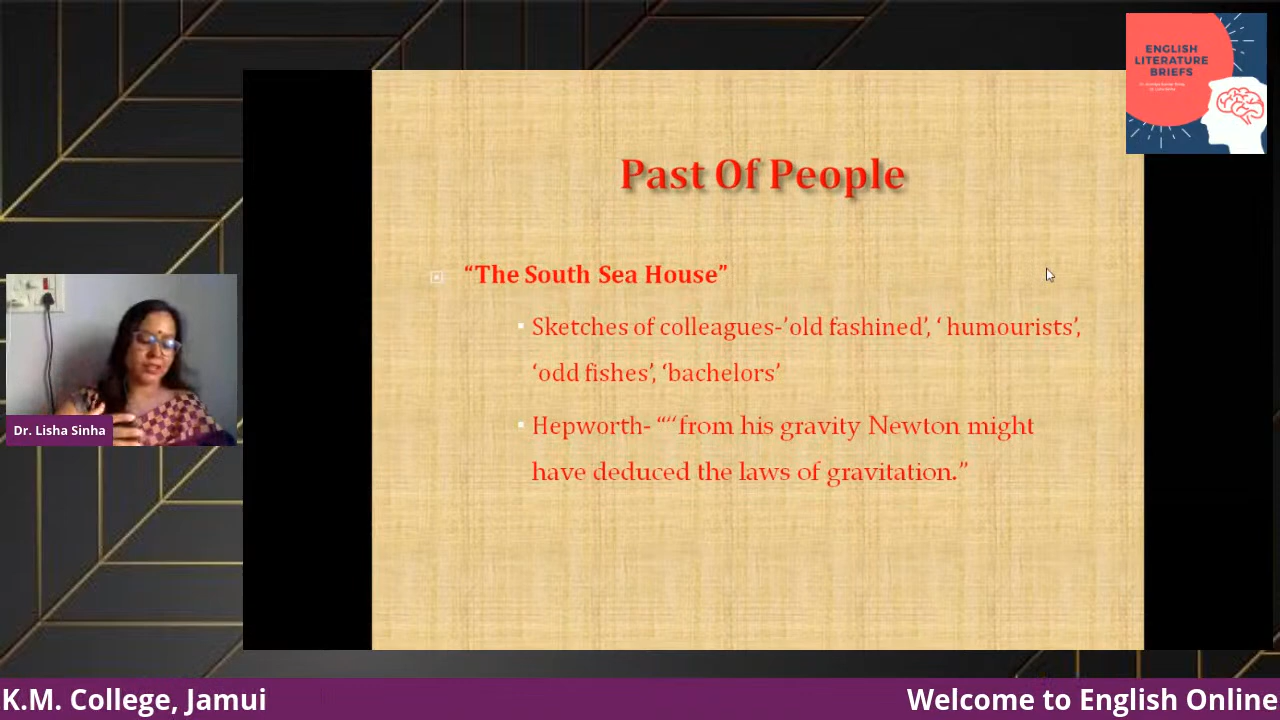 ENGLISH
LITERATURE
BRIEFS
Past Of People
“The South Sea House”
Sketches of colleagues-’old fashined’, ‘ humourists’,
‘odd fishes’, ‘bachelors’
Hepworth- ““from his gravity Newton might
have deduced the laws of gravitation.”
Dr. Lisha Sinha
.K.M. College, Jamui
Welcome to English Online